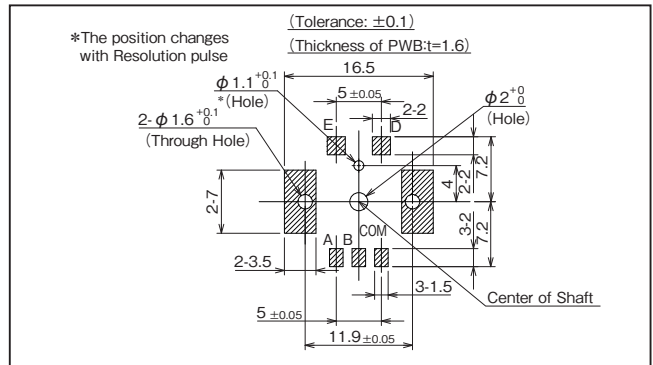 *The position changes
with Resolution pulse
(Tolerance: ±0.1)
(Thickness of PWB:t=1.6)
16.5
φ1.1 +0.1 0
*(Hole)
5 ±0.05
2-2
φ2 +0 0
(Hole)
2-φ1.6 +0.1 0
(Through Hole)
E
D
2-7
4
2-2
7.2
3-2
7.2
A
B
COM
2-3.5
3-1.5
Center of Shaft
5 ±0.05
11.9±0.05